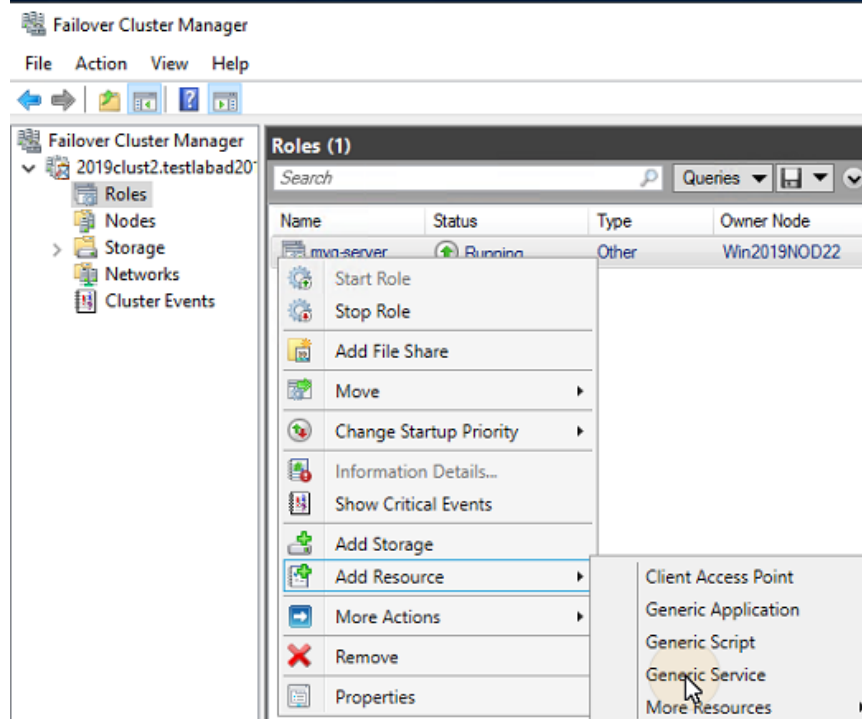 Failover Cluster Manager
File Action View Help
Failover Cluster Manager
2019clust2.testlabad20
Roles
Nodes
Storage
Networks
Cluster Events
Roles (1)
Search
Queries
Name Status Type Owner Node
myq-server Running Other Win2019NOD22
Start Role
Stop Role
Add File Share
Move
Change Startup Priority
Information Details...
Show Critical Events
Add Storage
Add Resource
More Actions
Remove
Properties
Client Access Point
Generic Application
Generic Script
Generic Service
More Resources